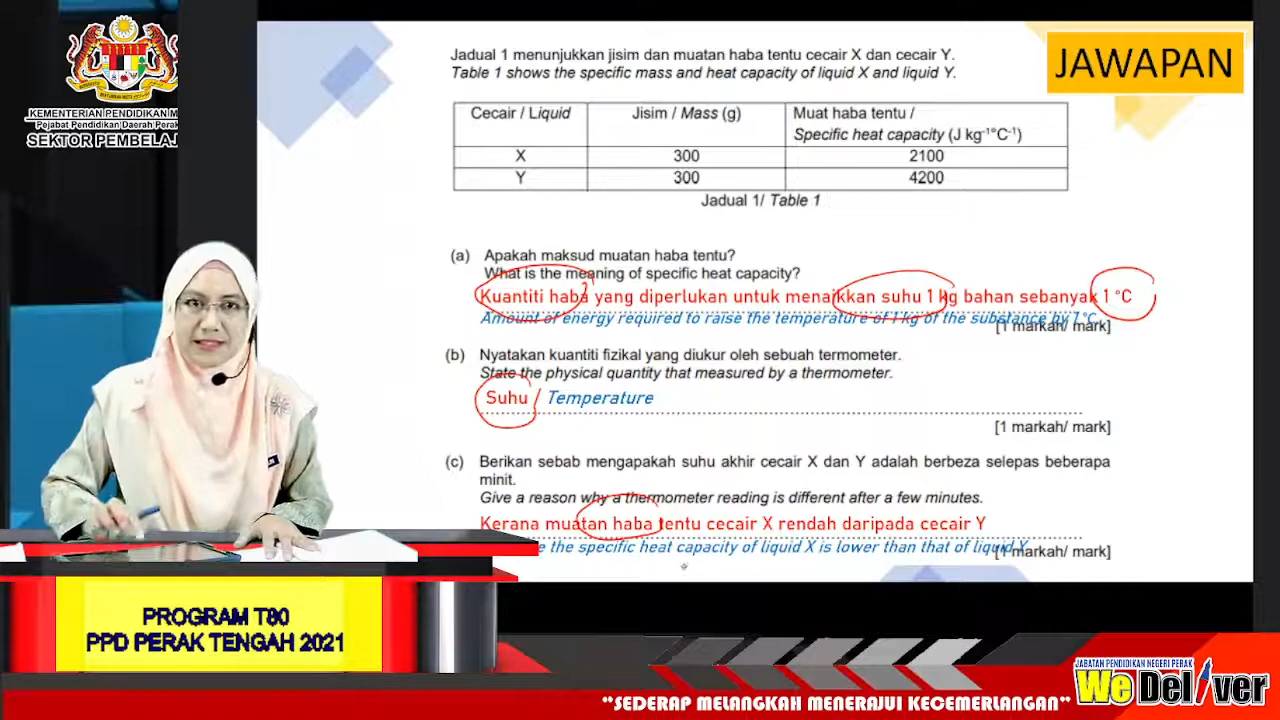 KEMENTERIAN PENDIDIKAN M
Pejabat Pendidikan Daerah Perak
SEKTOR PEMBELAJ
JAWAPAN
Jadual 1 menunjukkan jisim dan muatan haba tentu cecair X dan cecair Y.
Table 1 shows the specific mass and heat capacity of liquid X and liquid Y.
Cecair / Liquid Jisim / Mass (g) Muat haba tentu /
Specific heat capacity (J kg-1°C-1)
X 300 2100
Y 300 4200
Jadual 1/ Table 1
(a) Apakah maksud muatan haba tentu?
What is the meaning of specific heat capacity?
Kuantiti haba yang diperlukan untuk menaikkan suhu 1 kg bahan sebanyak 1 °C
Amount of energy required to raise the temperature of 1 kg of the substance by 1 °C
[1 markah/ mark]
(b) Nyatakan kuantiti fizikal yang diukur oleh sebuah termometer.
State the physical quantity that measured by a thermometer.
Suhu / Temperature
[1 markah/ mark]
(c) Berikan sebab mengapakah suhu akhir cecair X dan Y adalah berbeza selepas beberapa
minit.
Give a reason why a thermometer reading is different after a few minutes.
Kerana muatan haba tentu cecair X rendah daripada cecair Y
e the specific heat capacity of liquid X is lower than that of liquid Y
[1 markah/ mark]
PROGRAM T80
PPD PERAK TENGAH 2021
JABATAN PENDIDIKAN NEGERI PERAK
We Deliver
"SEDERAP MELANGKAH MENERAJUI KECEMERLANGAN"